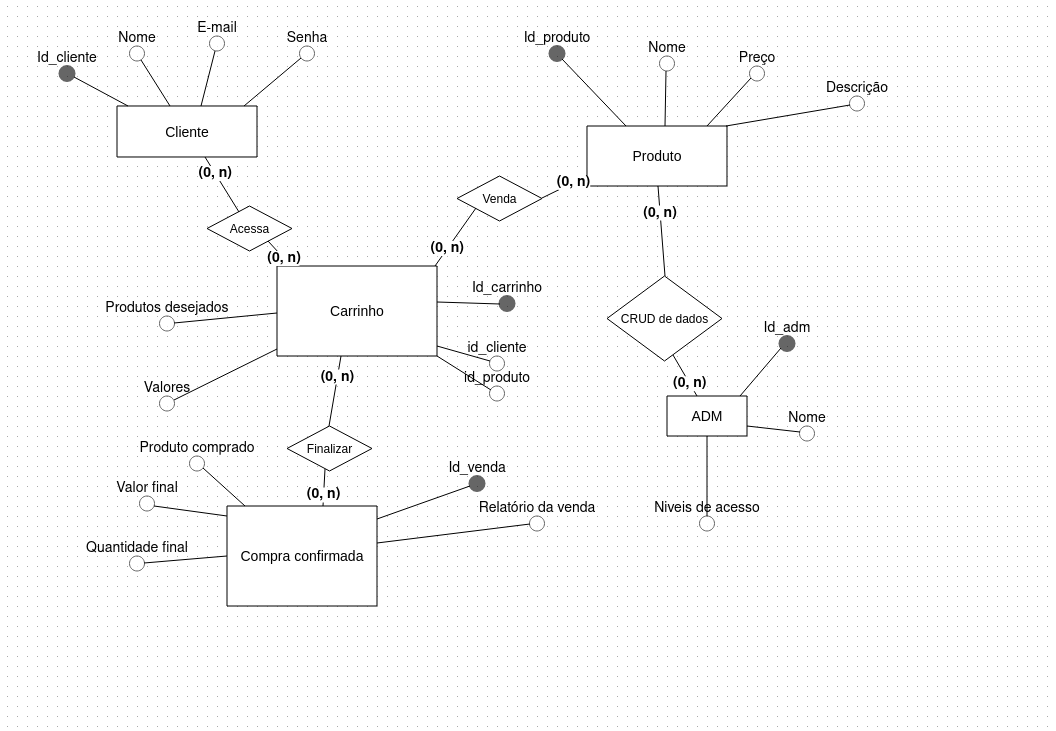 Id_cliente
Nome
E-mail
Senha
Cliente
(0, n)
Acessa
(0, n)
Id_produto
Nome
Preço
Descrição
Produto
(0, n)
Venda
(0, n)
(0, n)
CRUD de dados
(0, n)
Carrinho
Produtos desejados
Valores
Id_carrinho
id_cliente
id_produto
(0, n)
Finalizar
(0, n)
Id_adm
ADM
Nome
Niveis de acesso
Produto comprado
Valor final
Quantidade final
Id_venda
Relatório da venda
Compra confirmada